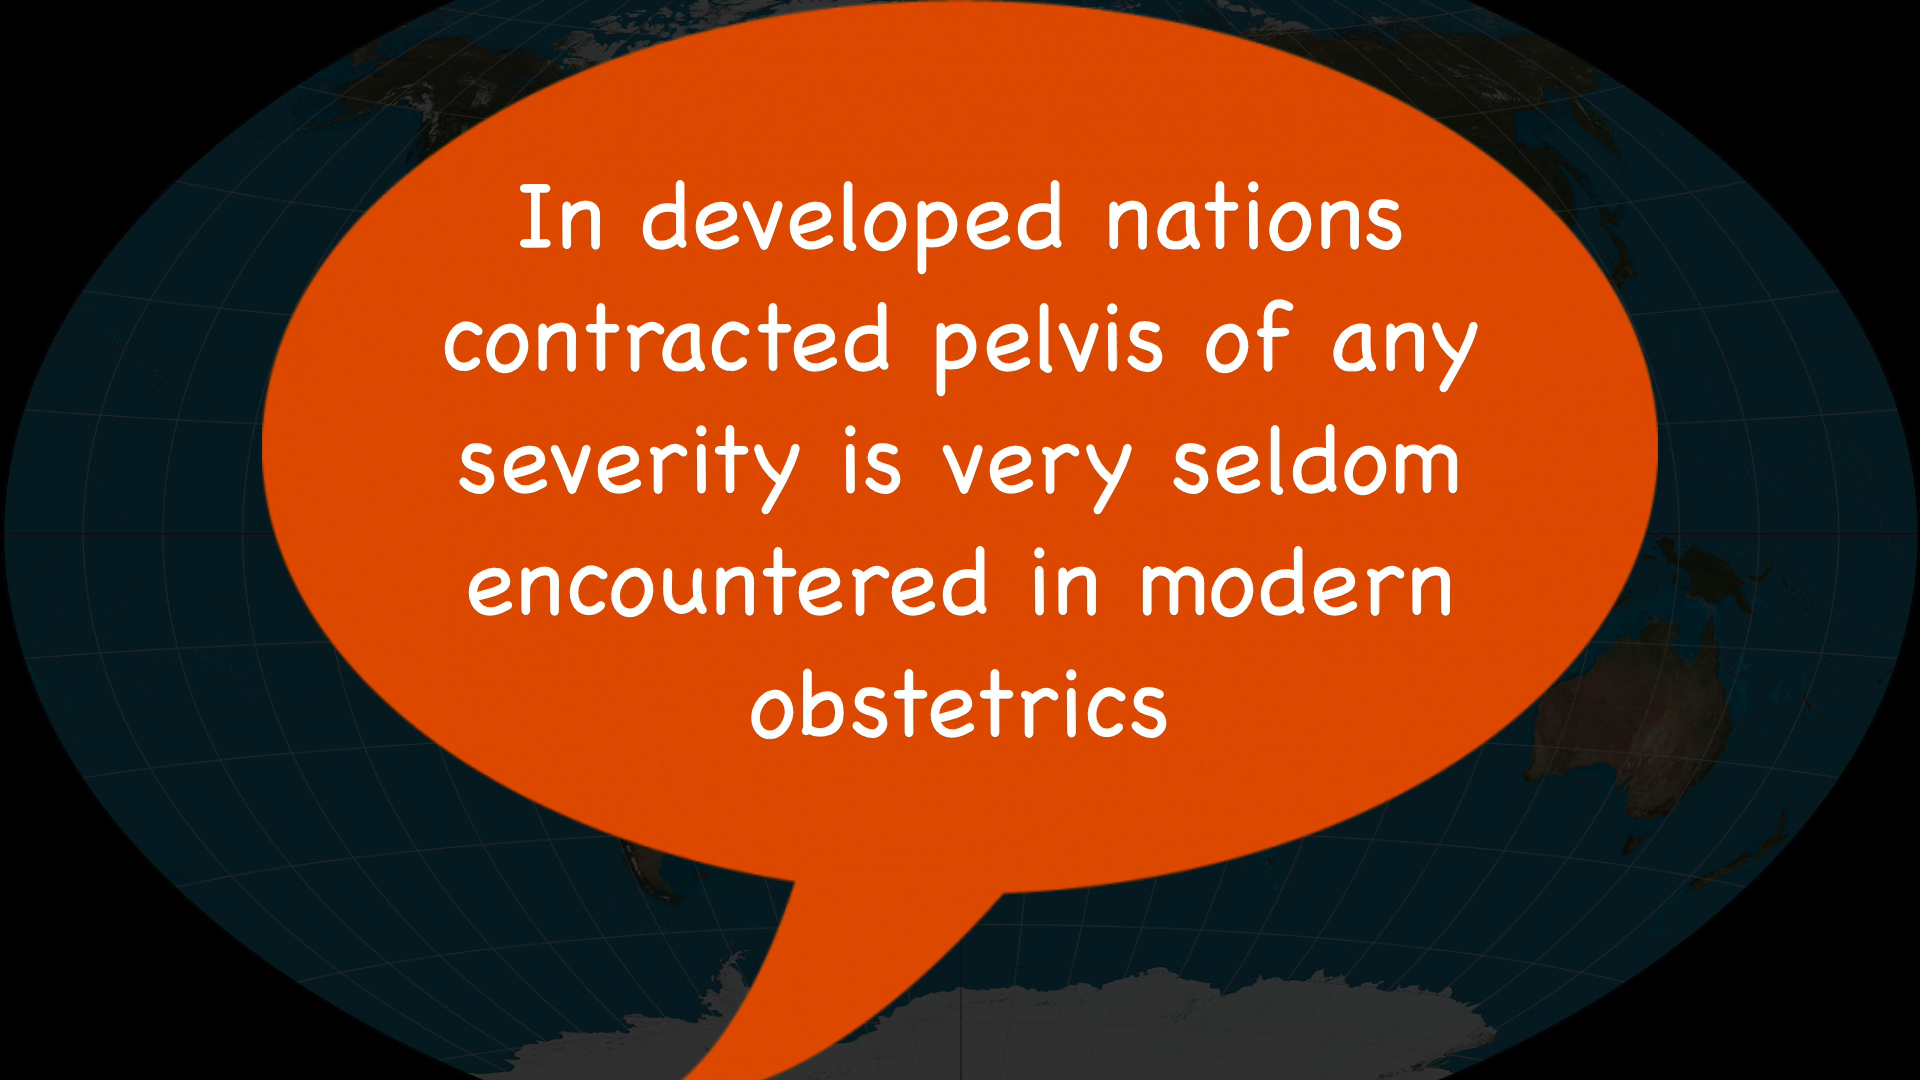 In developed nations
contracted pelvis of any
severity is very seldom
encountered in modern
obstetrics